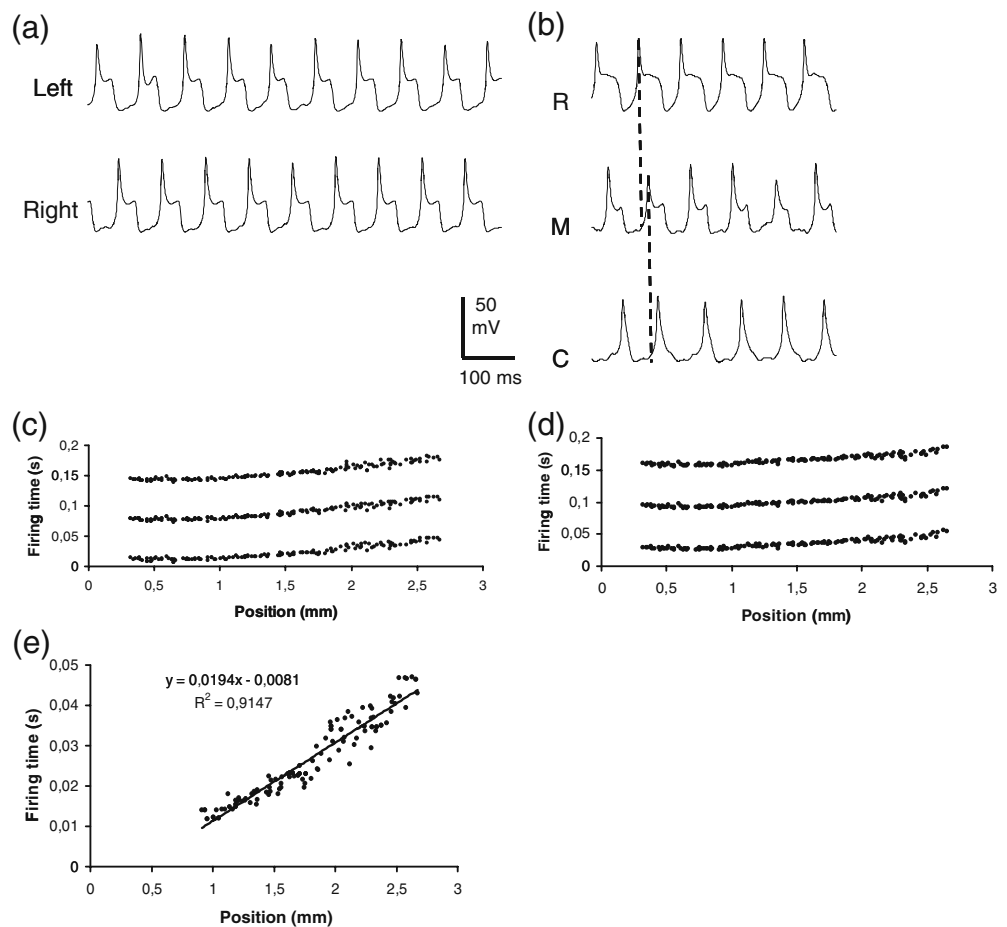 (a)
Left
Right
(b)
R
M
C
50
mV
100 ms
(c)
Firing time (s)
0,2
0,15
0,1
0,05
0
0 0,5 1 1,5 2 2,5 3
Position (mm)
(d)
Firing time (s)
0,2
0,15
0,1
0,05
0
0 0,5 1 1,5 2 2,5 3
Position (mm)
(e)
Firing time (s)
0,05
0,04
0,03
0,02
0,01
0
y = 0,0194x - 0,0081
R² = 0,9147
0 0,5 1 1,5 2 2,5 3
Position (mm)